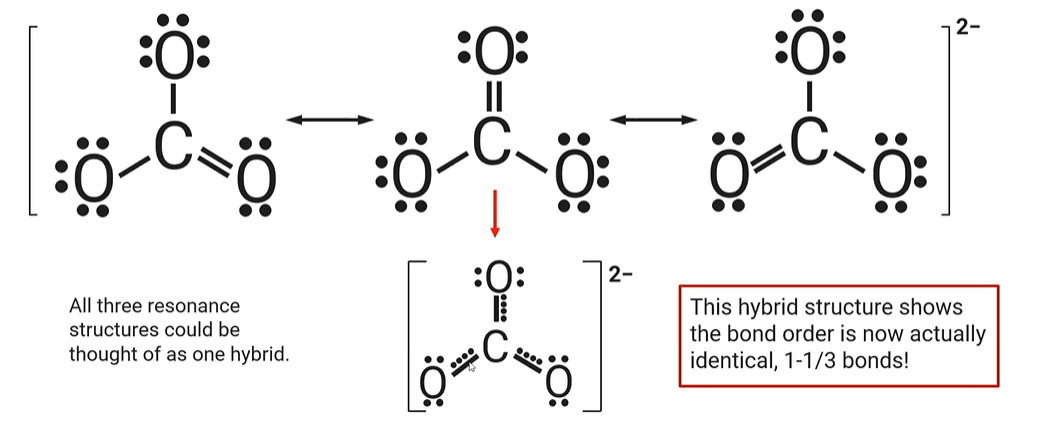 O O O 2−
C C C
O O O O O O
O 2−
C
O O
All three resonance
structures could be
thought of as one hybrid.
This hybrid structure shows
the bond order is now actually
identical, 1-1/3 bonds!